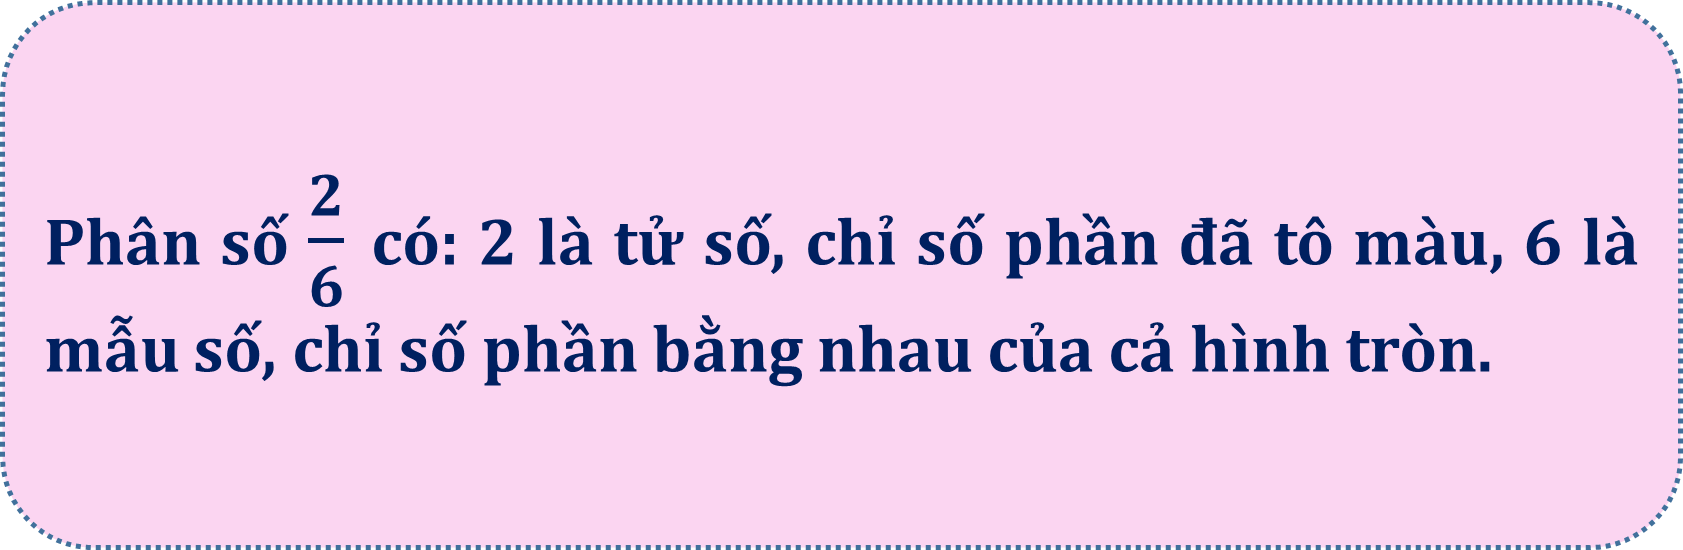 Phân số 2/6 có: 2 là tử số, chỉ số phần đã tô màu, 6 là
mẫu số, chỉ số phần bằng nhau của cả hình tròn.